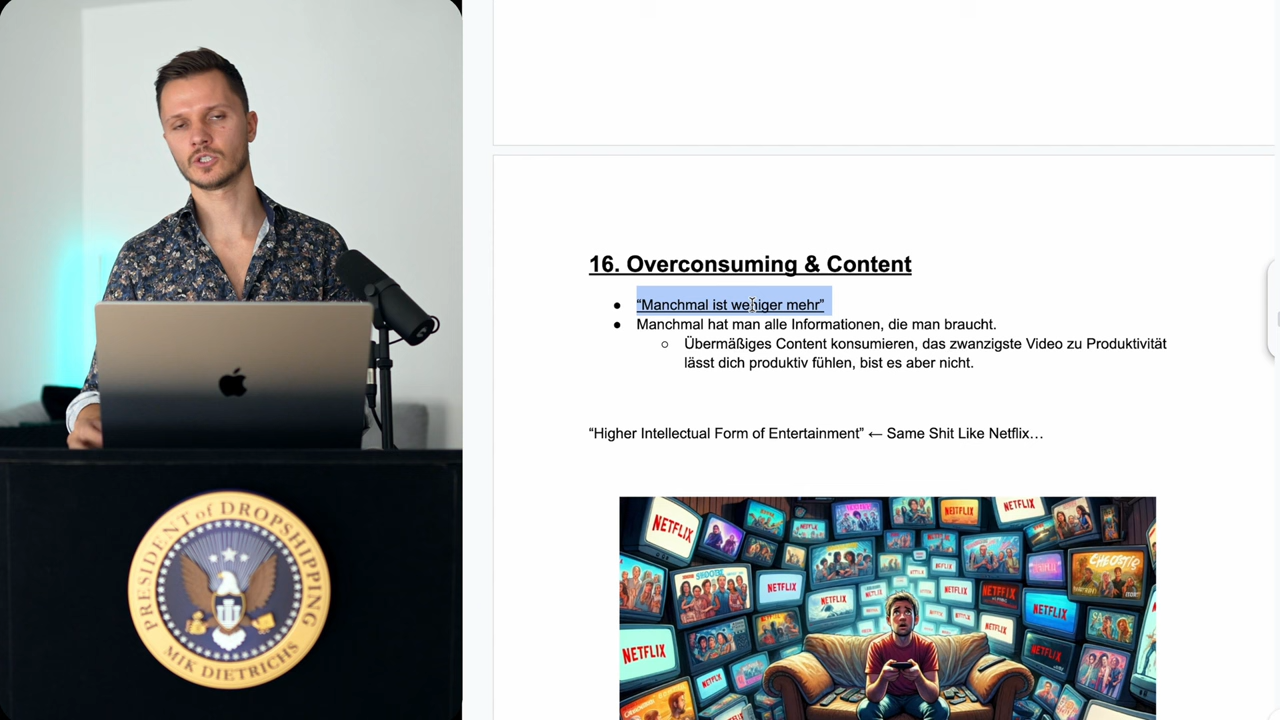 PRESIDENT of DROPSHIPPING
MIK DIETRICHS
16. Overconsuming & Content
● “Manchmal ist weniger mehr”
● Manchmal hat man alle Informationen, die man braucht.
○ Übermäßiges Content konsumieren, das zwanzigste Video zu Produktivität
lässt dich produktiv fühlen, bist es aber nicht.
“Higher Intellectual Form of Entertainment” ← Same Shit Like Netflix…
NETFLIX
NETFLIX
NETFLIX
NETFLIX
NETFLIX
NETFLIX
NETFLIX